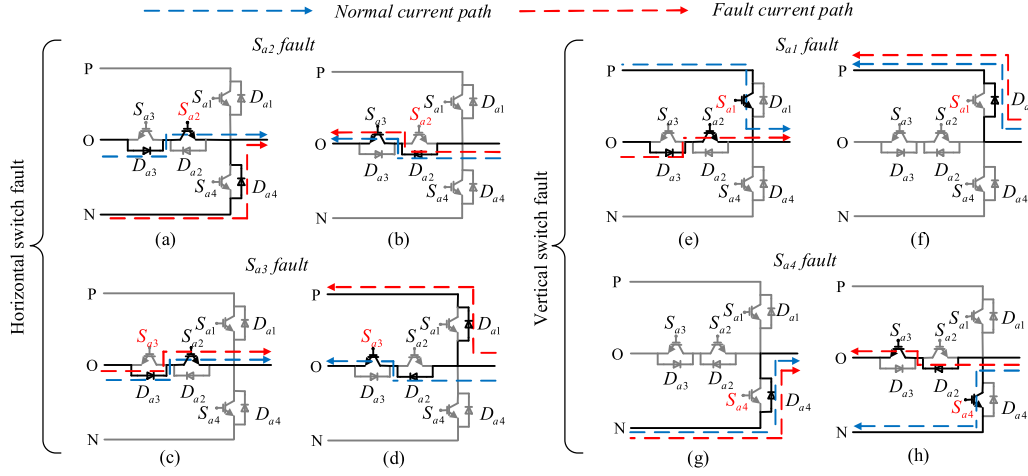 Normal current path
Fault current path
Horizontal switch fault
Sa2 fault
P
Sa1
Da1
Sa3
Sa2
O
Da3
Da2
Sa4
Da4
N
(a)
P
Sa1
Da1
Sa3
Sa2
O
Da3
Da2
Sa4
Da4
N
(b)
Sa3 fault
P
Sa1
Da1
Sa3
Sa2
O
Da3
Da2
Sa4
Da4
N
(c)
P
Sa1
Da1
Sa3
Sa2
O
Da3
Da2
Sa4
Da4
N
(d)
Vertical switch fault
Sa1 fault
P
Sa1
Da1
Sa3
Sa2
O
Da3
Da2
Sa4
Da4
N
(e)
P
Sa1
Sa3
Sa2
O
Da3
Da2
Sa4
Da4
N
(f)
Sa4 fault
P
Sa1
Da1
Sa3
Sa2
O
Da3
Da2
Sa4
Da4
N
(g)
P
Sa1
Da1
Sa3
Sa2
O
Da3
Da2
Sa4
Da4
N
(h)